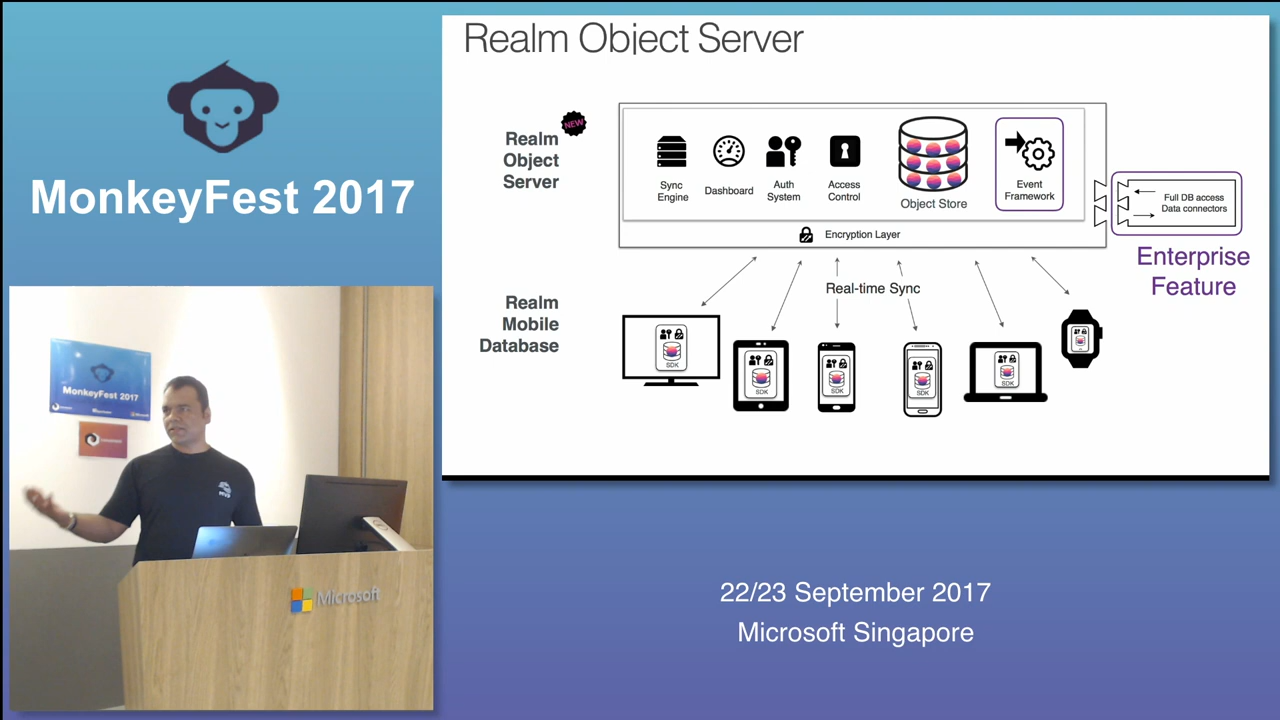 MonkeyFest 2017
Realm Object Server
Realm
Object
Server
NEW
Sync
Engine
Dashboard
Auth
System
Access
Control
Object Store
Event
Framework
Full DB access
Data connectors
Encryption Layer
Enterprise
Feature
Real-time Sync
Realm
Mobile
Database
SDK
SDK
SDK
SDK
SDK
MonkeyFest 2017
Microsoft
22/23 September 2017
Microsoft Singapore